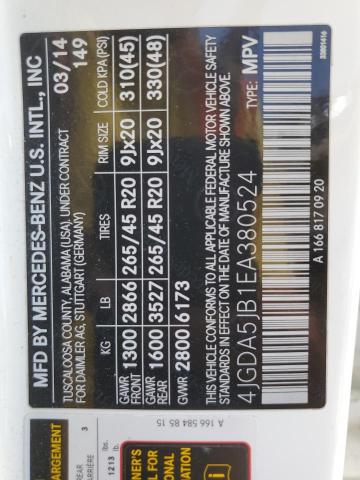 MFD BY MERCEDES-BENZ U.S. INTL., INC
TUSCALOOSA COUNTY, ALABAMA (USA), UNDER CONTRACT
FOR DAIMLER AG, STUTTGART (GERMANY)
03/14
149
KG LB TIRES RIM SIZE COLD KPA (PSI)
GAWR FRONT 1300 2866 265/45 R20 9Jx20 310(45)
GAWR REAR 1600 3527 265/45 R20 9Jx20 330(48)
GVWR 2800 6173
THIS VEHICLE CONFORMS TO ALL APPLICABLE FEDERAL MOTOR VEHICLE SAFETY
STANDARDS IN EFFECT ON THE DATE OF MANUFACTURE SHOWN ABOVE.
4JGDA5JB1EA380524 TYPE: MPV
A 166 817 09 20
33801416
A 166 584 85 15
REAR
ARRIÈRE
3
lbs.
1213